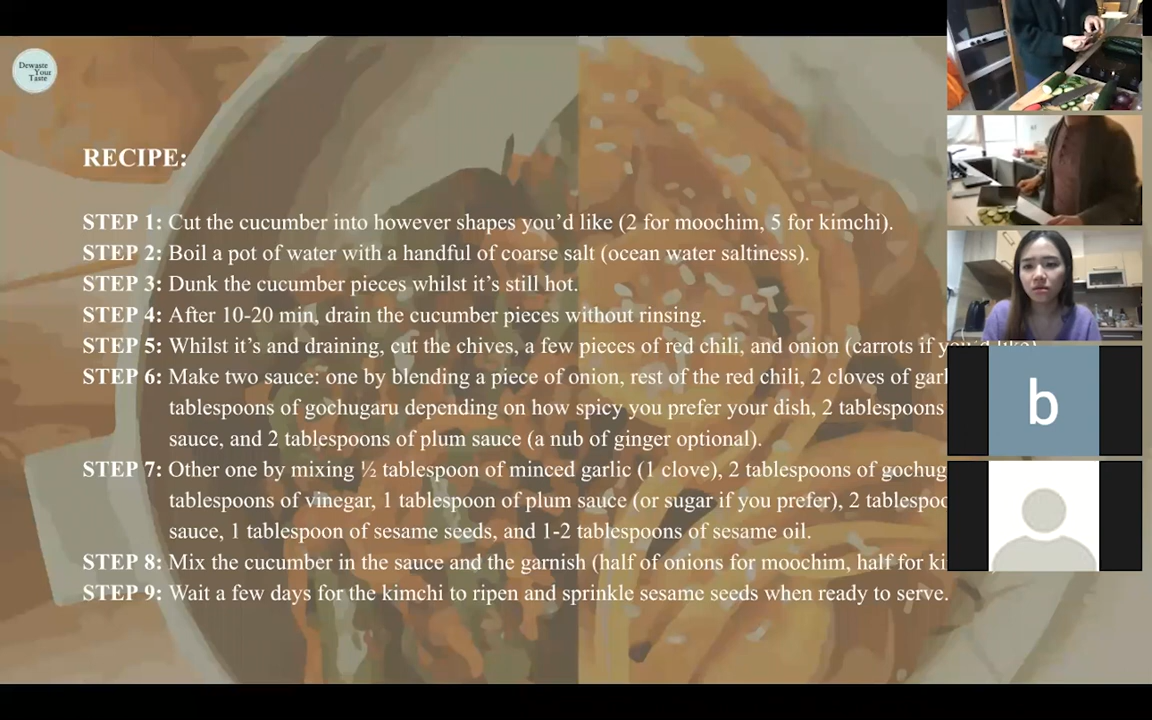 Dewaste
Your
Taste
RECIPE:
STEP 1: Cut the cucumber into however shapes you’d like (2 for moochim, 5 for kimchi).
STEP 2: Boil a pot of water with a handful of coarse salt (ocean water saltiness).
STEP 3: Dunk the cucumber pieces whilst it’s still hot.
STEP 4: After 10-20 min, drain the cucumber pieces without rinsing.
STEP 5: Whilst it’s and draining, cut the chives, a few pieces of red chili, and onion (carrots if you’d like)
STEP 6: Make two sauce: one by blending a piece of onion, rest of the red chili, 2 cloves of
tablespoons of gochugaru depending on how spicy you prefer your dish, 2 tablespoons
sauce, and 2 tablespoons of plum sauce (a nub of ginger optional).
STEP 7: Other one by mixing ½ tablespoon of minced garlic (1 clove), 2 tablespoons of
tablespoons of vinegar, 1 tablespoon of plum sauce (or sugar if you prefer), 2
sauce, 1 tablespoon of sesame seeds, and 1-2 tablespoons of sesame oil.
STEP 8: Mix the cucumber in the sauce and the garnish (half of onions for moochim, half for
STEP 9: Wait a few days for the kimchi to ripen and sprinkle sesame seeds when ready to serve.
b